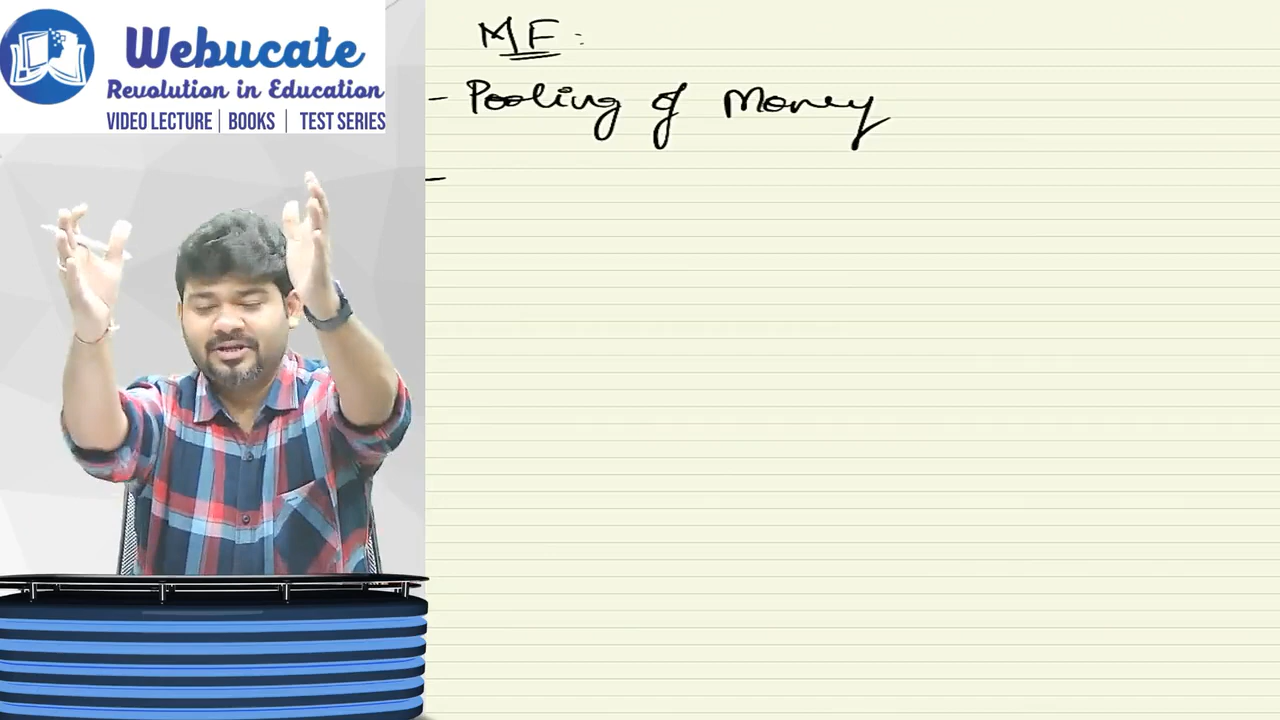 Webucate
Revolution in Education
VIDEO LECTURE | BOOKS | TEST SERIES
MF:
- Pooling of Money
-